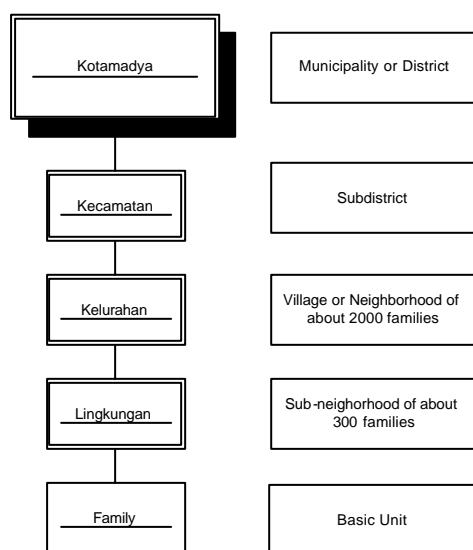 Kotamadya
Municipality or District
Kecamatan
Subdistrict
Kelurahan
Village or Neighborhood of
about 2000 families
Lingkungan
Sub-neighorhood of about
300 families
Family
Basic Unit